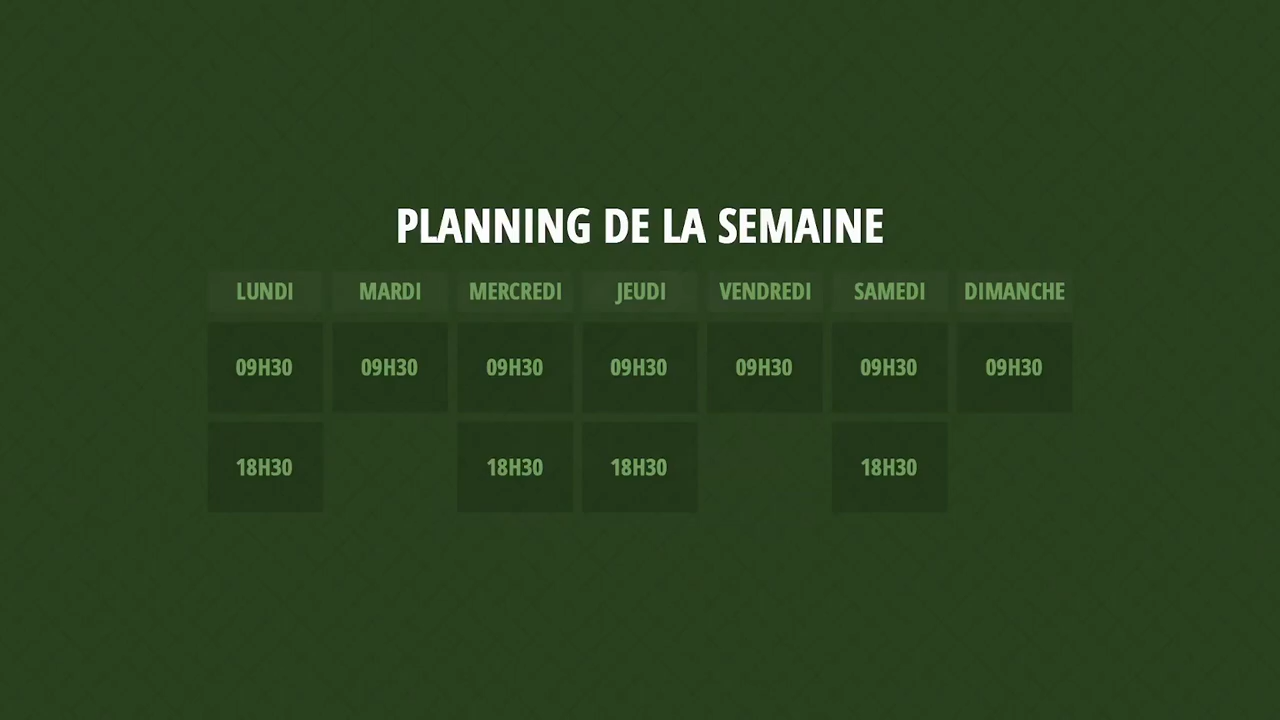 PLANNING DE LA SEMAINE
LUNDI MARDI MERCREDI JEUDI VENDREDI SAMEDI DIMANCHE
09H30 09H30 09H30 09H30 09H30 09H30 09H30
18H30 18H30 18H30 18H30